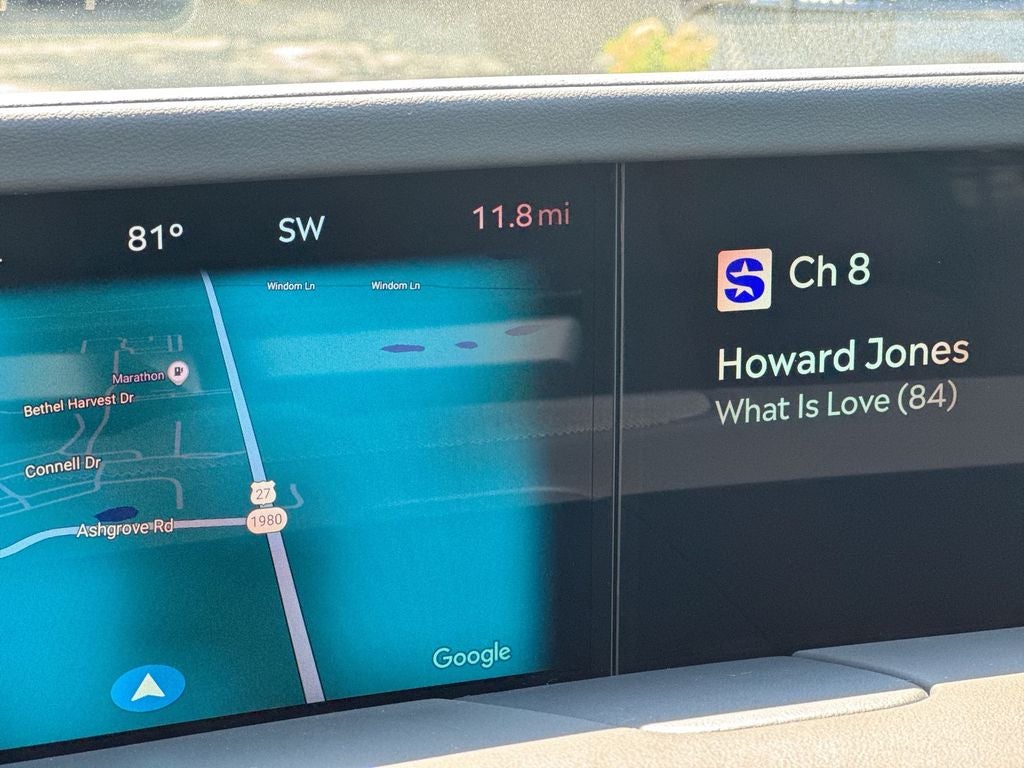 81° SW 11.8 mi
Windom Ln Windom Ln
Marathon
Bethel Harvest Dr
Connell Dr
27
1980
Ashgrove Rd
Google
S Ch 8
Howard Jones
What Is Love (84)